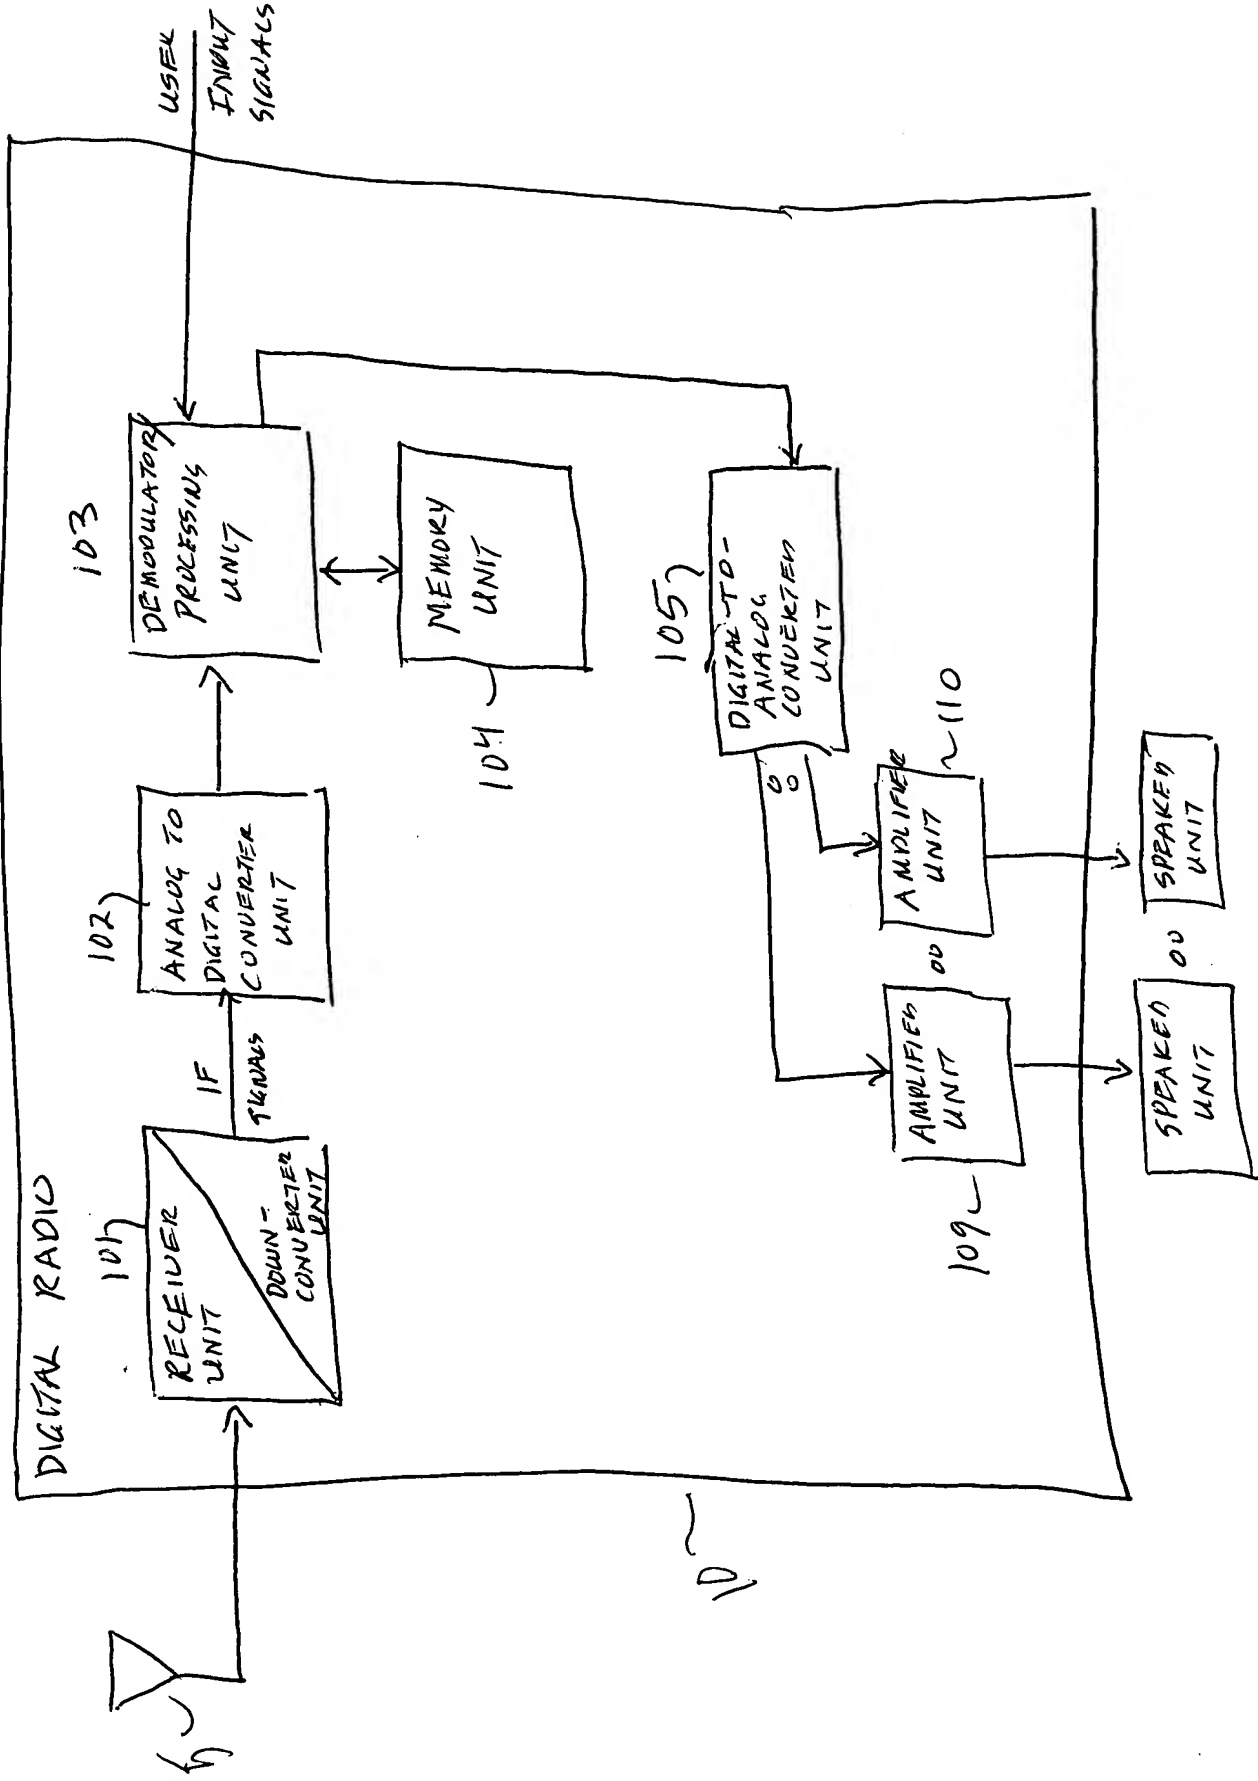 DIGITAL RADIO
101
RECEIVER
UNIT
DOWN-
CONVERTER
UNIT
IF
SIGNALS
102
ANALOG TO
DIGITAL
CONVERTER
UNIT
103
DEMODULATOR/
PROCESSING
UNIT
USER
INPUT
SIGNALS
104
MEMORY
UNIT
105
DIGITAL-TO-
ANALOG
CONVERTER
UNIT
109
AMPLIFIER
UNIT
110
AMPLIFIER
UNIT
SPEAKER
UNIT
SPEAKER
UNIT
10